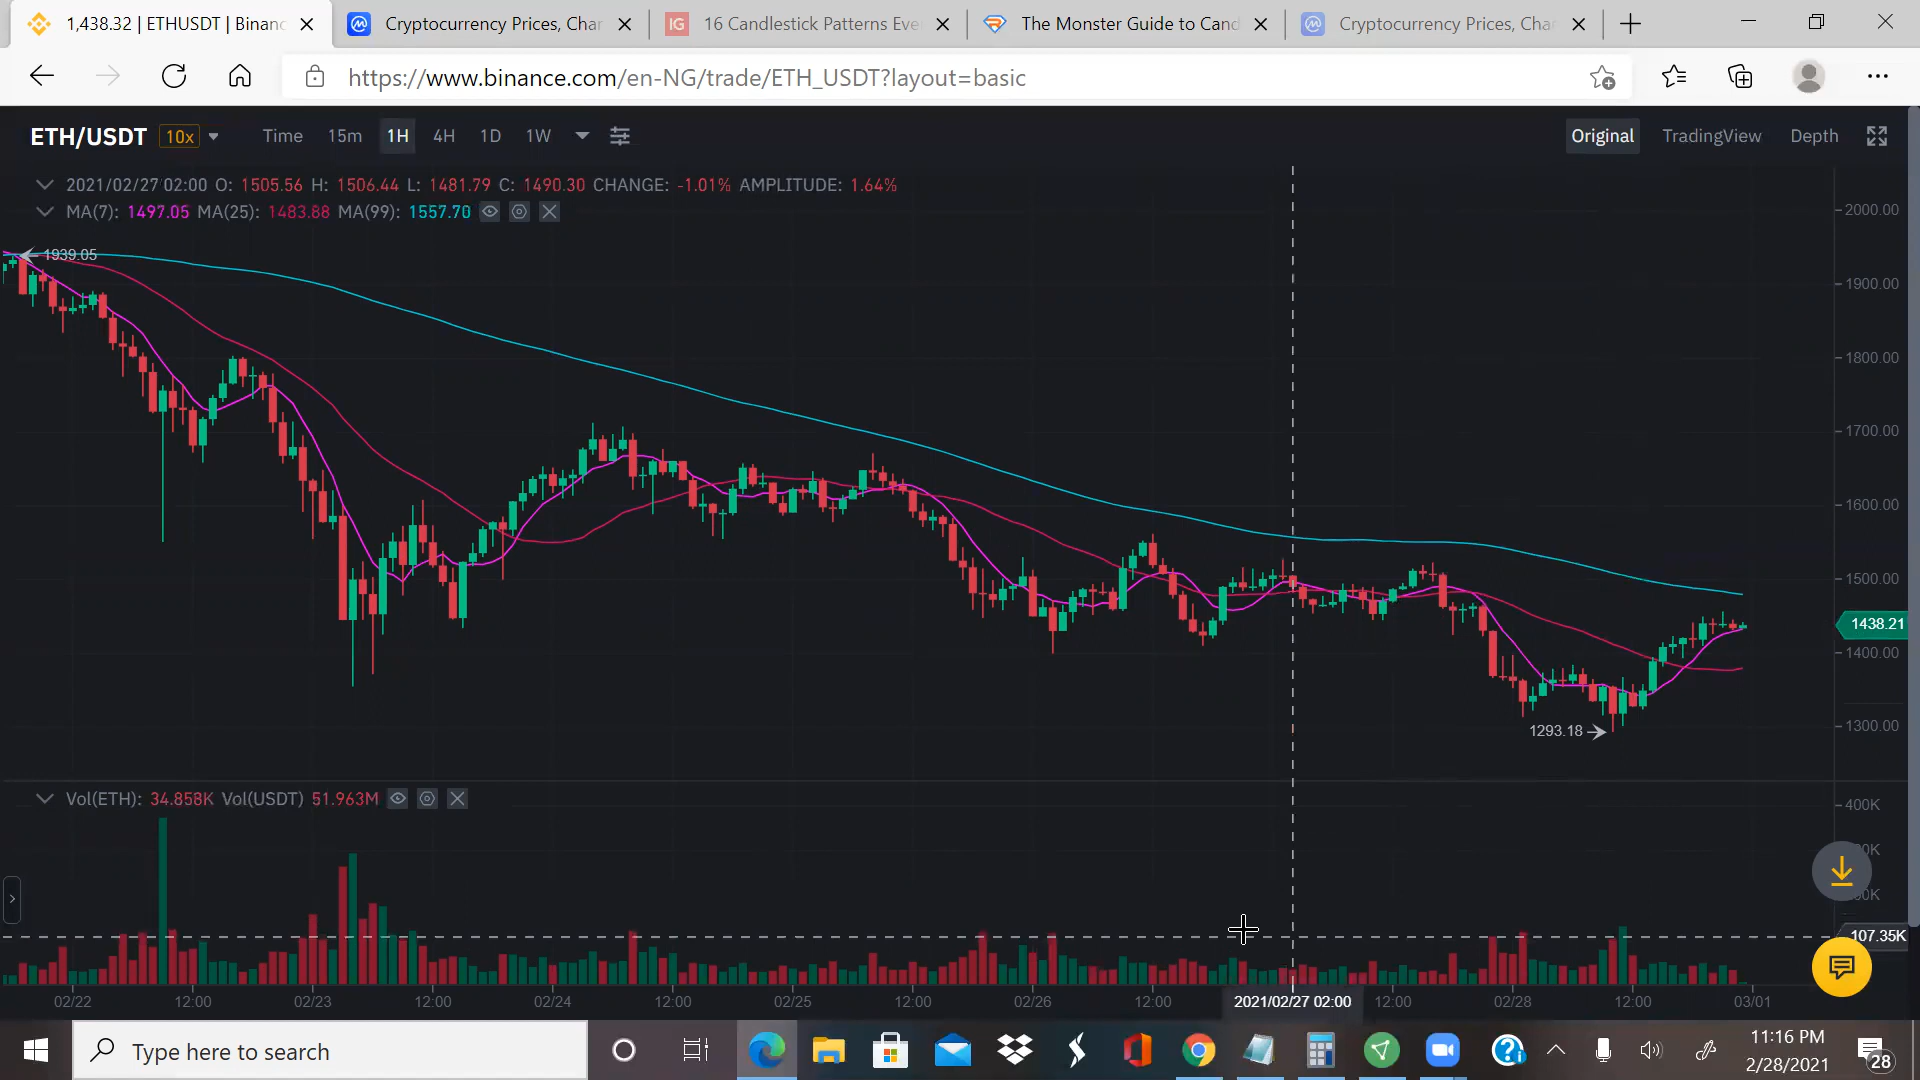 1,438.32 | ETHUSDT | Binanc
Cryptocurrency Prices, Char
IG 16 Candlestick Patterns Eve
The Monster Guide to Cand
Cryptocurrency Prices, Cha
https://www.binance.com/en-NG/trade/ETH_USDT?layout=basic
ETH/USDT 10x Time 15m 1H 4H 1D 1W Original TradingView Depth
2021/02/27 02:00 O: 1505.56 H: 1506.44 L: 1481.79 C: 1490.30 CHANGE: -1.01% AMPLITUDE: 1.64%
MA(7): 1497.05 MA(25): 1483.88 MA(99): 1557.70
2000.00
1939.05
1900.00
1800.00
1700.00
1600.00
1500.00
1438.21
1400.00
1300.00
1293.18
Vol(ETH): 34.858K Vol(USDT) 51.963M
400K
107.35K
02/22 12:00 02/23 12:00 02/24 12:00 02/25 12:00 02/26 12:00 2021/02/27 02:00 12:00 02/28 12:00 03/01
Type here to search
11:16 PM
2/28/2021
28